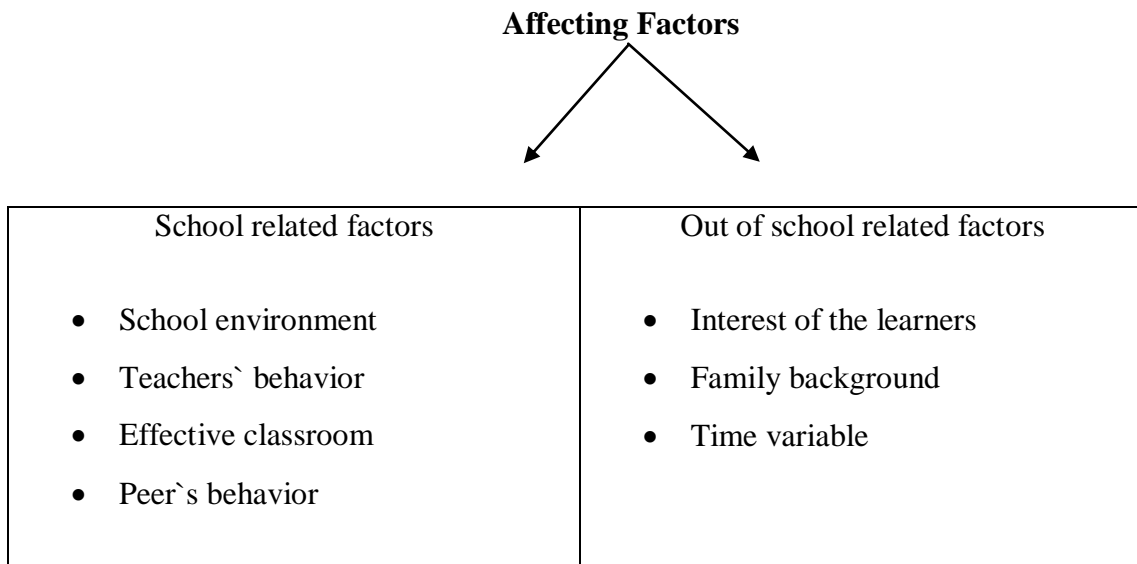 Affecting Factors
School related factors
• School environment
• Teachers` behavior
• Effective classroom
• Peer`s behavior
Out of school related factors
• Interest of the learners
• Family background
• Time variable